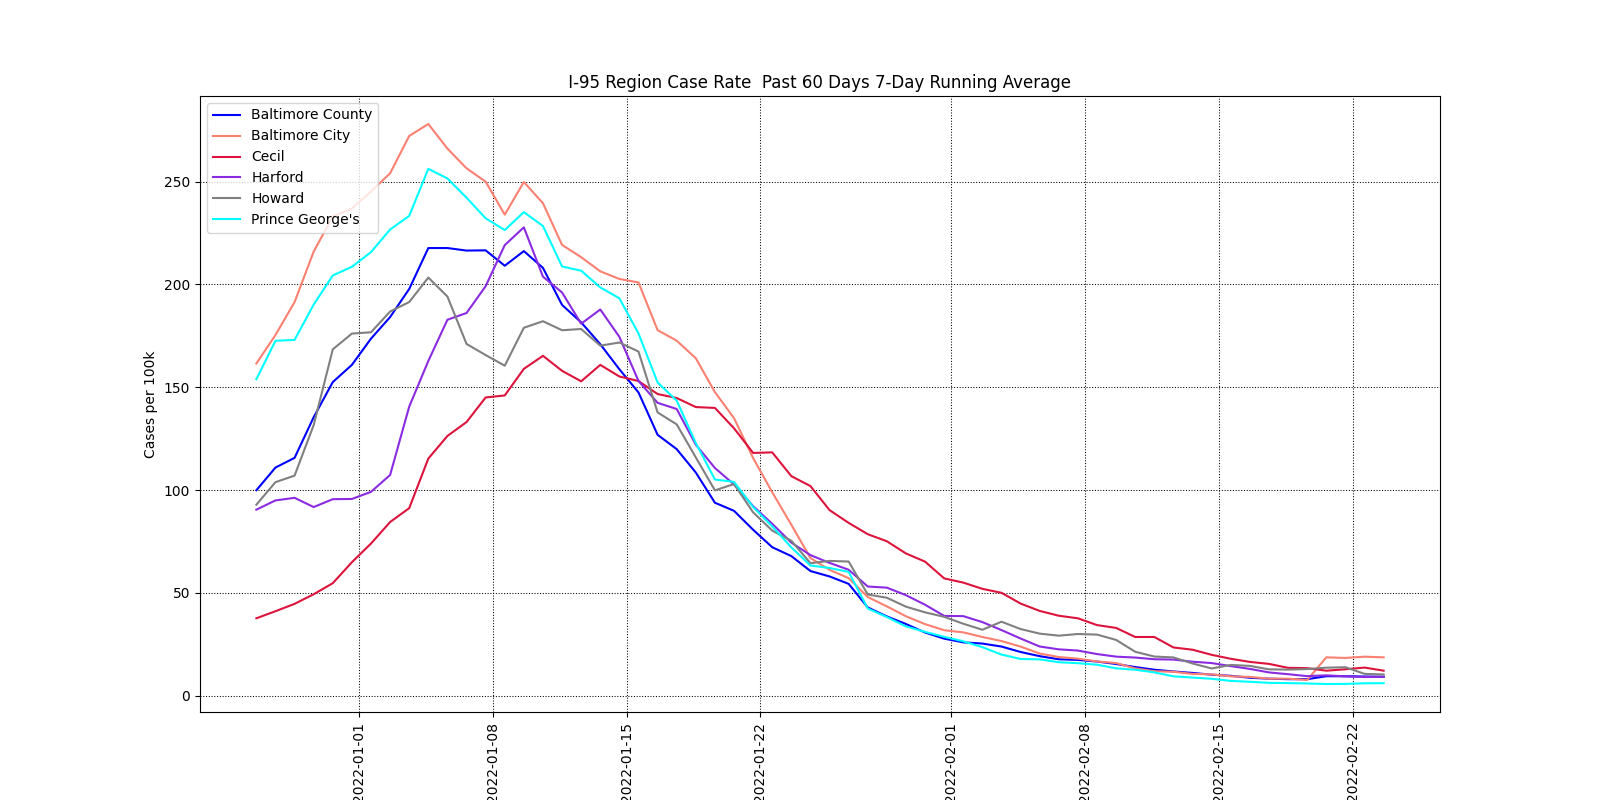 I-95 Region Case Rate  Past 60 Days 7-Day Running Average
Baltimore County
Baltimore City
Cecil
Harford
Howard
Prince George's
250
200
150
100
50
0
Cases per 100k
2022-01-01
2022-01-08
2022-01-15
2022-01-22
2022-02-01
2022-02-08
2022-02-15
2022-02-22